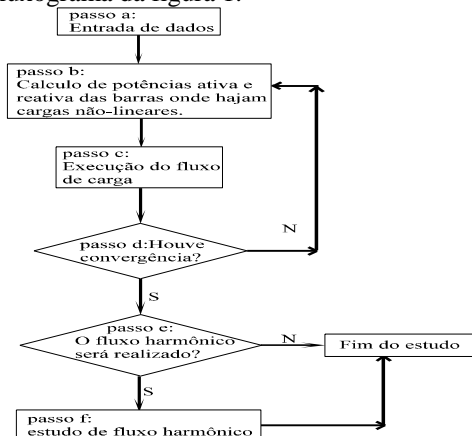 fluxograma da figura 1.
passo a:
Entrada de dados
passo b:
Calculo de potências ativa e
reativa das barras onde hajam
cargas não-lineares.
passo c:
Execução do fluxo
de carga
N
passo d:Houve
convergência?
S
passo e:
O fluxo harmônico
será realizado?
N
Fim do estudo
S
passo f:
estudo de fluxo harmônico